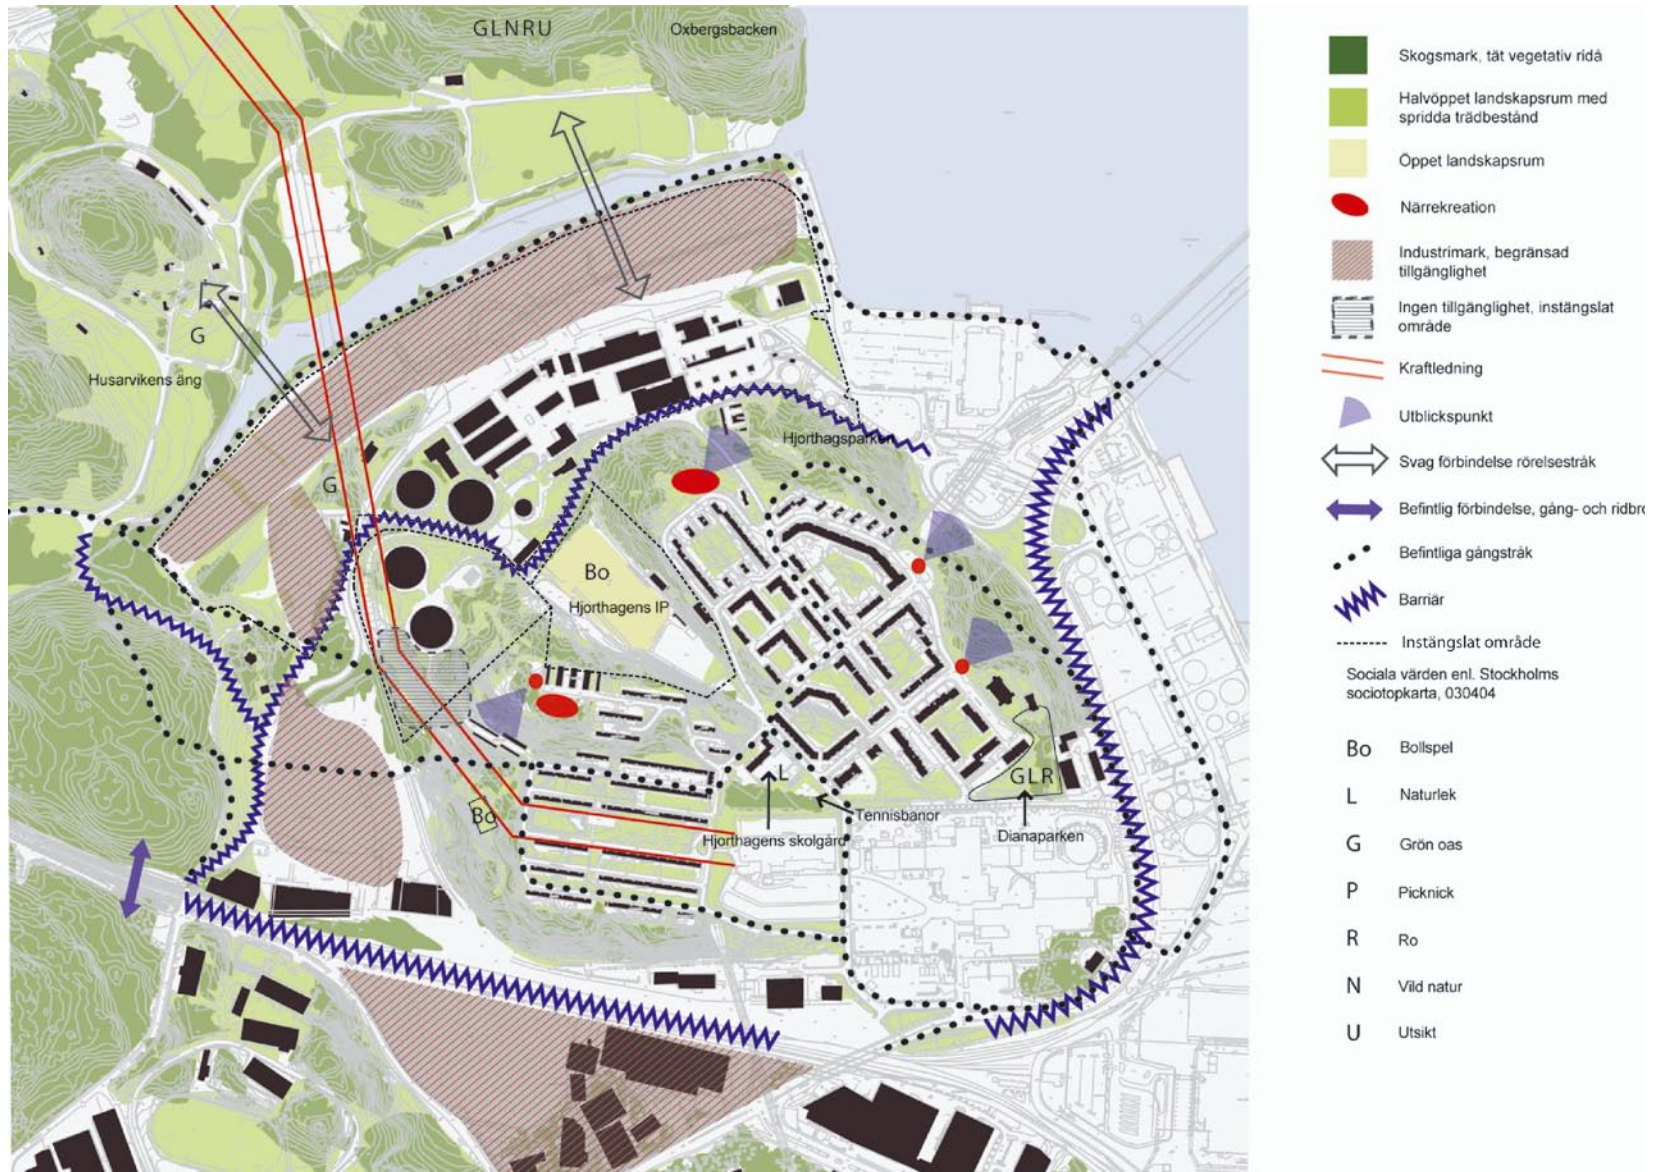 GLNRU
Oxbergsbacken
G
Husarvikens äng
G
Hjorthagsparken
Bo
Hjorthagens IP
Bo
L
GLR
Tennisbanor
Hjorthagens skolgård
Dianaparken
Skogsmark, tät vegetativ ridå
Halvöppet landskapsrum med
spridda trädbestånd
Öppet landskapsrum
Närrekreation
Industrimark, begränsad
tillgänglighet
Ingen tillgänglighet, instängslat
område
Kraftledning
Utblickspunkt
Svag förbindelse rörelsestråk
Befintlig förbindelse, gång- och ridbro
Befintliga gångstråk
Barriär
Instängslat område
Sociala värden enl. Stockholms
sociotopkarta, 030404
Bo Bollspel
L Naturlek
G Grön oas
P Picknick
R Ro
N Vild natur
U Utsikt